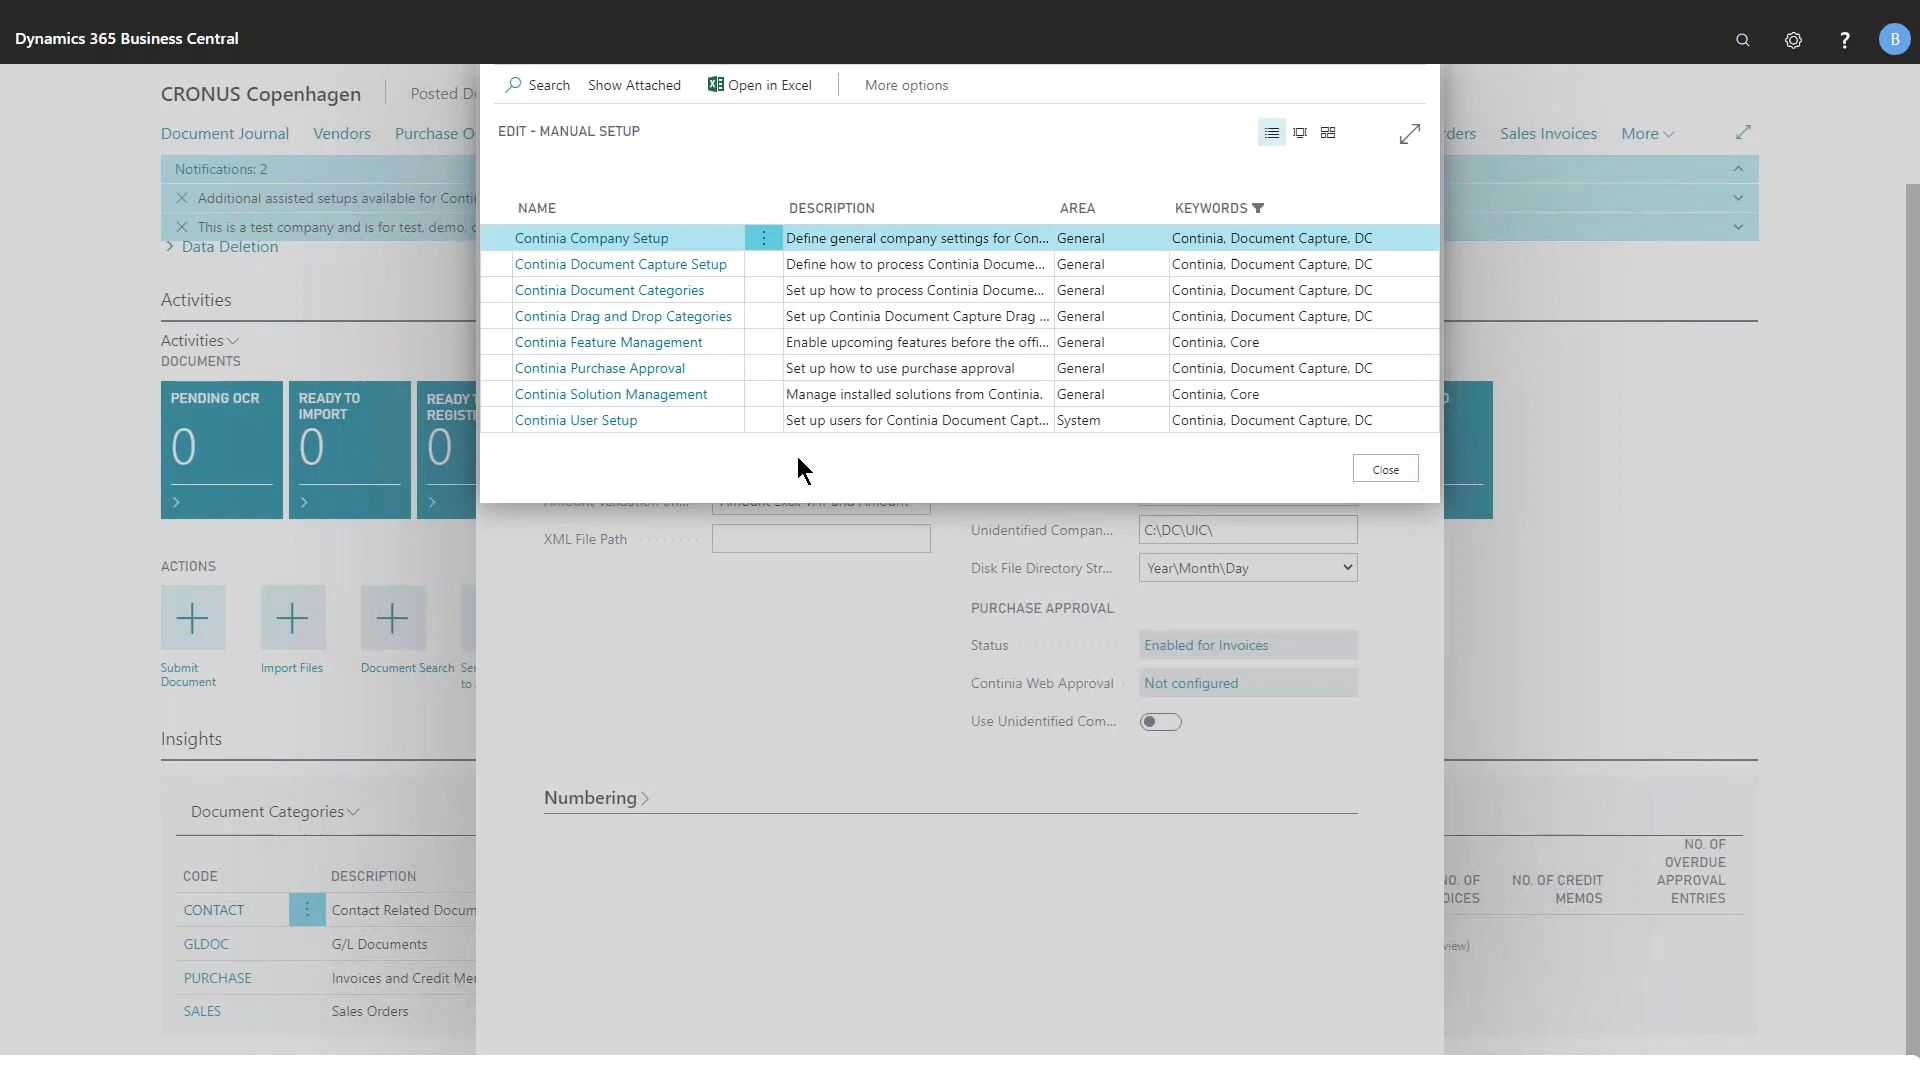 Dynamics 365 Business Central
?
B
CRONUS Copenhagen
Posted D
Search
Show Attached
Open in Excel
More options
Document Journal
Vendors
Purchase O
EDIT - MANUAL SETUP
Sales Invoices
More
Notifications: 2
Additional assisted setups available for Conti
This is a test company and is for test, demo,
Data Deletion
NAME
DESCRIPTION
AREA
KEYWORDS
Continia Company Setup
Define general company settings for Con...
General
Continia, Document Capture, DC
Continia Document Capture Setup
Define how to process Continia Docume...
General
Continia, Document Capture, DC
Continia Document Categories
Set up how to process Continia Docume...
General
Continia, Document Capture, DC
Continia Drag and Drop Categories
Set up Continia Document Capture Drag ...
General
Continia, Document Capture, DC
Continia Feature Management
Enable upcoming features before the offi...
General
Continia, Core
Continia Purchase Approval
Set up how to use purchase approval
General
Continia, Document Capture, DC
Continia Solution Management
Manage installed solutions from Continia.
General
Continia, Core
Continia User Setup
Set up users for Continia Document Capt...
System
Continia, Document Capture, DC
Close
Activities
Activities
DOCUMENTS
PENDING OCR
0
READY TO
IMPORT
0
READY
REGIST
0
XML File Path
Unidentified Compan...
C:\DC\UIC\
Disk File Directory Str...
Year\Month\Day
PURCHASE APPROVAL
Status
Enabled for Invoices
Continia Web Approval
Not configured
Use Unidentified Com...
ACTIONS
Submit
Document
Import Files
Document Search
Se
to
Insights
Numbering
Document Categories
CODE
DESCRIPTION
NO. OF CREDIT
MEMOS
NO. OF
OVERDUE
APPROVAL
ENTRIES
CONTACT
Contact Related Docum
GLDOC
G/L Documents
PURCHASE
Invoices and Credit Me
SALES
Sales Orders
view)